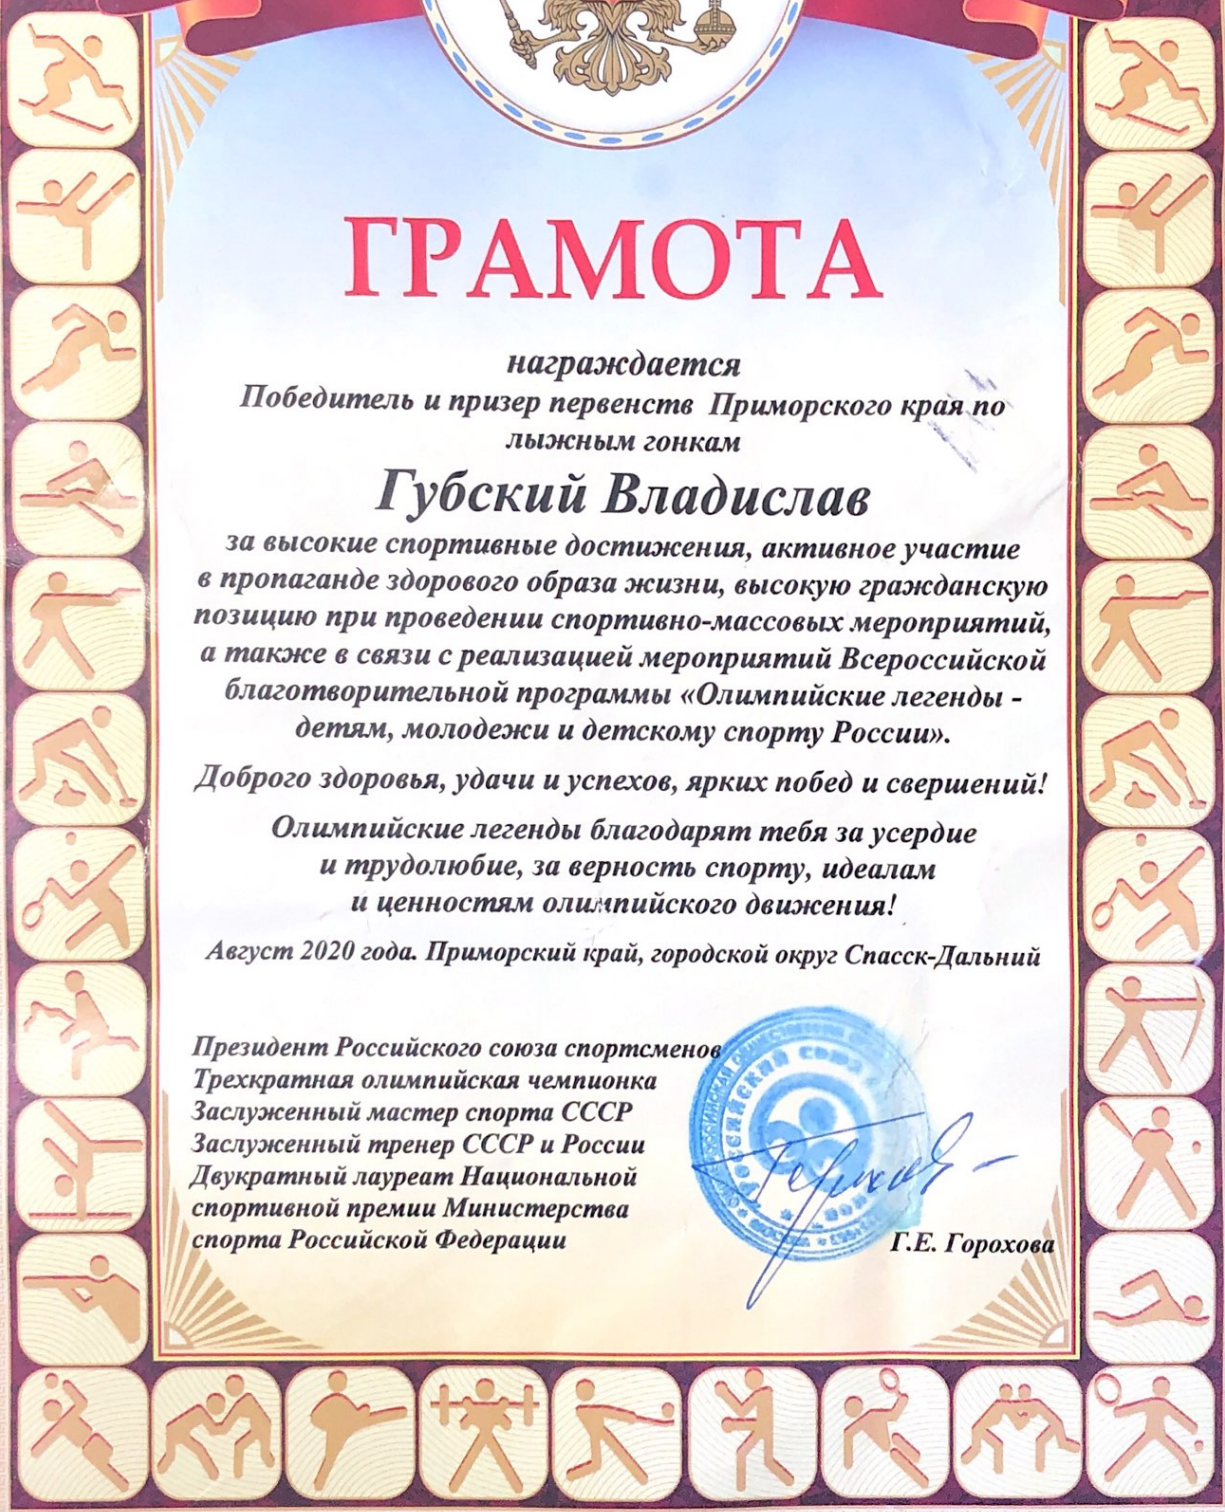 ГРАМОТА
награждается
Победитель и призер первенств Приморского края по
лыжным гонкам
Губский Владислав
за высокие спортивные достижения, активное участие
в пропаганде здорового образа жизни, высокую гражданскую
позицию при проведении спортивно-массовых мероприятий,
а также в связи с реализацией мероприятий Всероссийской
благотворительной программы «Олимпийские легенды -
детям, молодежи и детскому спорту России».
Доброго здоровья, удачи и успехов, ярких побед и свершений!
Олимпийские легенды благодарят тебя за усердие
и трудолюбие, за верность спорту, идеалам
и ценностям олимпийского движения!
Август 2020 года. Приморский край, городской округ Спасск-Дальний
Президент Российского союза спортсменов
Трехкратная олимпийская чемпионка
Заслуженный мастер спорта СССР
Заслуженный тренер СССР и России
Двукратный лауреат Национальной
спортивной премии Министерства
спорта Российской Федерации
Г.Е. Горохова